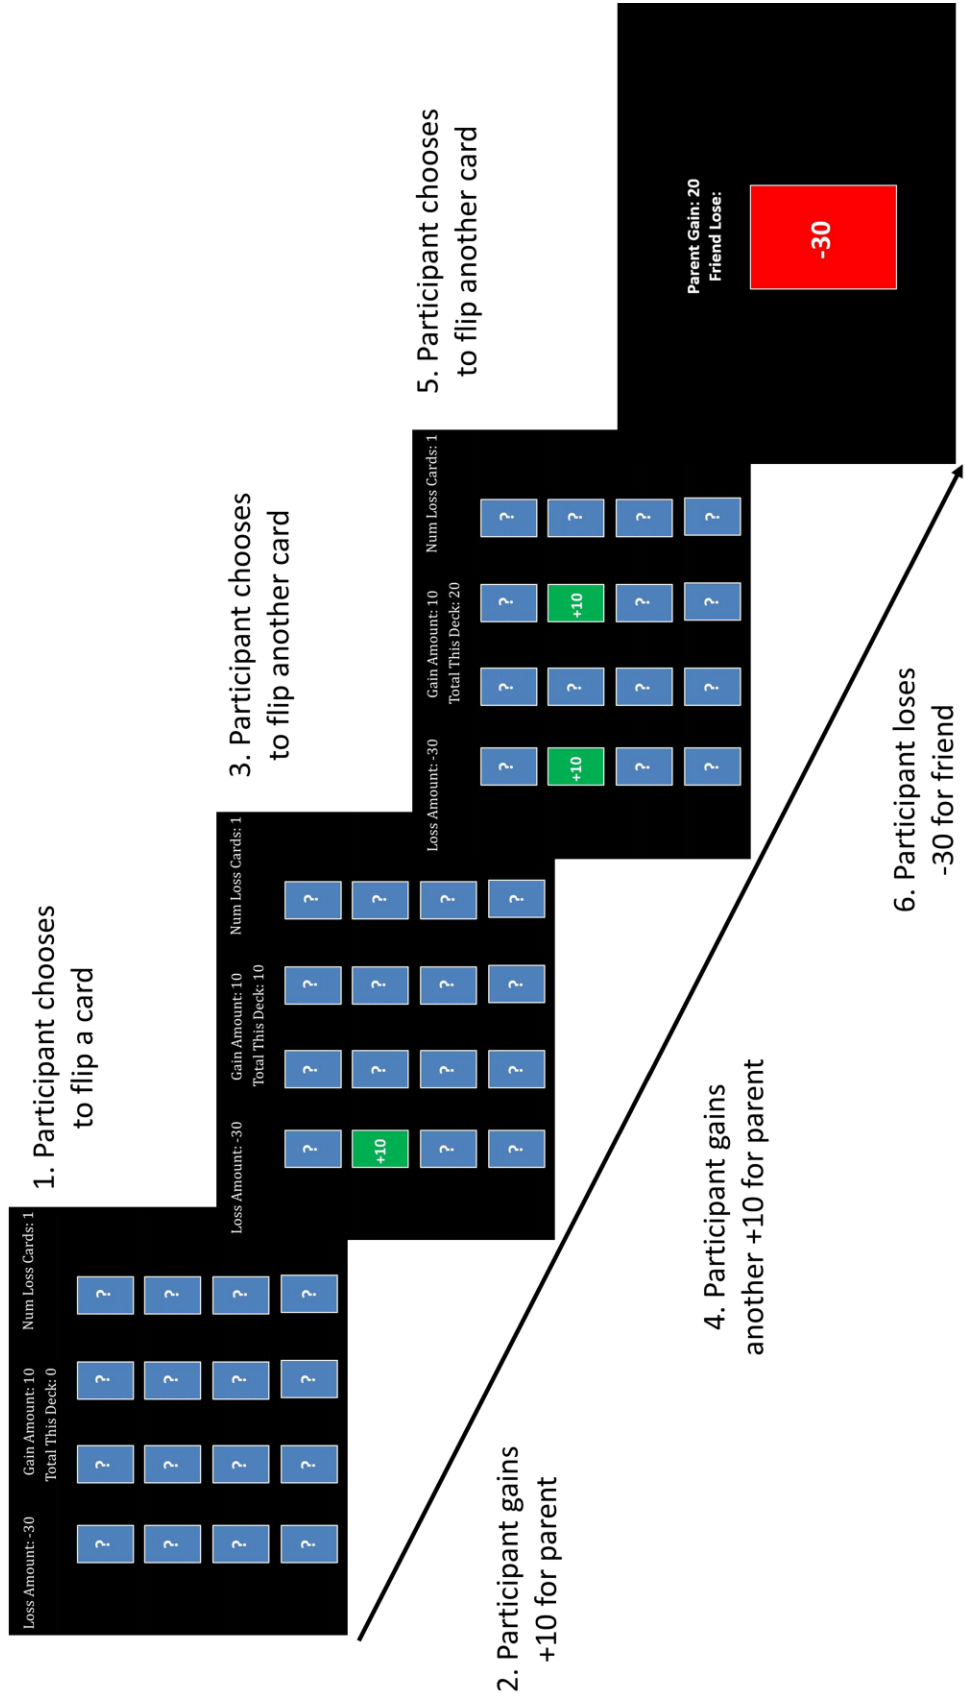 1. Participant chooses
to flip a card
Loss Amount: -30
Gain Amount: 10
Num Loss Cards: 1
Total This Deck: 0
? ? ? ?
? ? ? ?
? ? ? ?
? ? ? ?
2. Participant gains
+10 for parent
3. Participant chooses
to flip another card
Loss Amount: -30
Gain Amount: 10
Num Loss Cards: 1
Total This Deck: 10
? ? ? ?
+10 ? ? ?
? ? ? ?
? ? ? ?
4. Participant gains
another +10 for parent
5. Participant chooses
to flip another card
Loss Amount: -30
Gain Amount: 10
Num Loss Cards: 1
Total This Deck: 20
? ? ? ?
+10 ? +10 ?
? ? ? ?
? ? ? ?
6. Participant loses
-30 for friend
Parent Gain: 20
Friend Lose:
-30